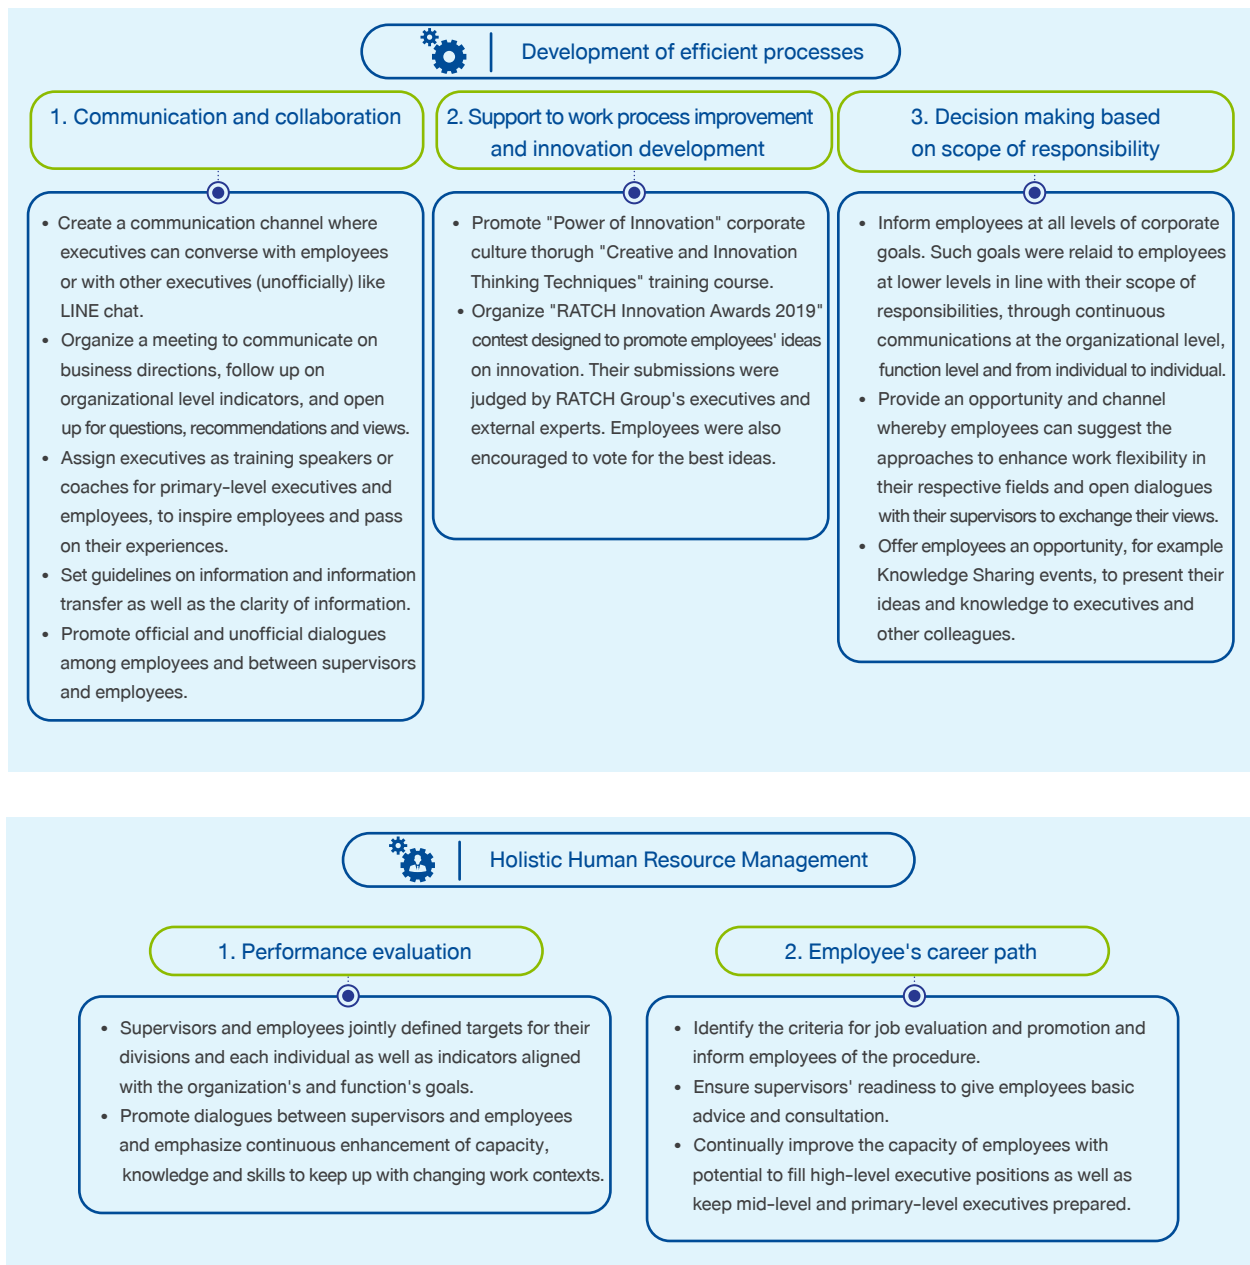 Development of efficient processes
1. Communication and collaboration
• Create a communication channel where
executives can converse with employees
or with other executives (unofficially) like
LINE chat.
• Organize a meeting to communicate on
business directions, follow up on
organizational level indicators, and open
up for questions, recommendations and views.
• Assign executives as training speakers or
coaches for primary-level executives and
employees, to inspire employees and pass
on their experiences.
• Set guidelines on information and information
transfer as well as the clarity of information.
• Promote official and unofficial dialogues
among employees and between supervisors
and employees.
2. Support to work process improvement
and innovation development
• Promote "Power of Innovation" corporate
culture thorugh "Creative and Innovation
Thinking Techniques" training course.
• Organize "RATCH Innovation Awards 2019"
contest designed to promote employees' ideas
on innovation. Their submissions were
judged by RATCH Group's executives and
external experts. Employees were also
encouraged to vote for the best ideas.
3. Decision making based
on scope of responsibility
• Inform employees at all levels of corporate
goals. Such goals were relaid to employees
at lower levels in line with their scope of
responsibilities, through continuous
communications at the organizational level,
function level and from individual to individual.
• Provide an opportunity and channel
whereby employees can suggest the
approaches to enhance work flexibility in
their respective fields and open dialogues
with their supervisors to exchange their views.
• Offer employees an opportunity, for example
Knowledge Sharing events, to present their
ideas and knowledge to executives and
other colleagues.
Holistic Human Resource Management
1. Performance evaluation
• Supervisors and employees jointly defined targets for their
divisions and each individual as well as indicators aligned
with the organization's and function's goals.
• Promote dialogues between supervisors and employees
and emphasize continuous enhancement of capacity,
knowledge and skills to keep up with changing work contexts.
2. Employee's career path
• Identify the criteria for job evaluation and promotion and
inform employees of the procedure.
• Ensure supervisors' readiness to give employees basic
advice and consultation.
• Continually improve the capacity of employees with
potential to fill high-level executive positions as well as
keep mid-level and primary-level executives prepared.